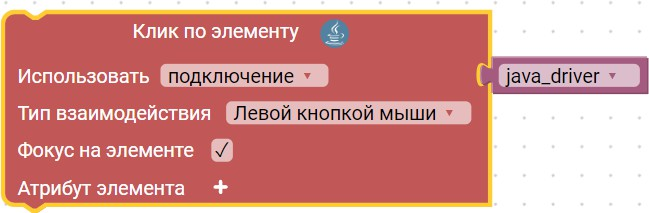 Клик по элементу
Использовать подключение java_driver
Тип взаимодействия Левой кнопкой мыши
Фокус на элементе
Атрибут элемента